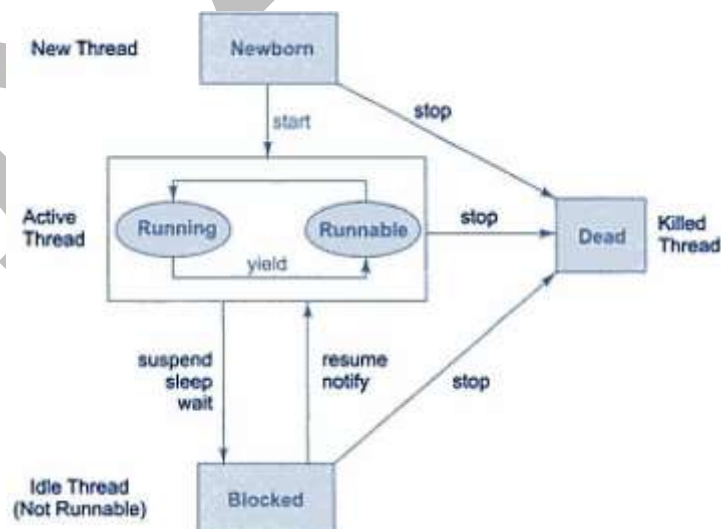 New Thread
Newborn
start
stop
Active
Thread
Running
Runnable
yield
stop
Dead
Killed
Thread
suspend
sleep
wait
resume
notify
stop
Idle Thread
(Not Runnable)
Blocked